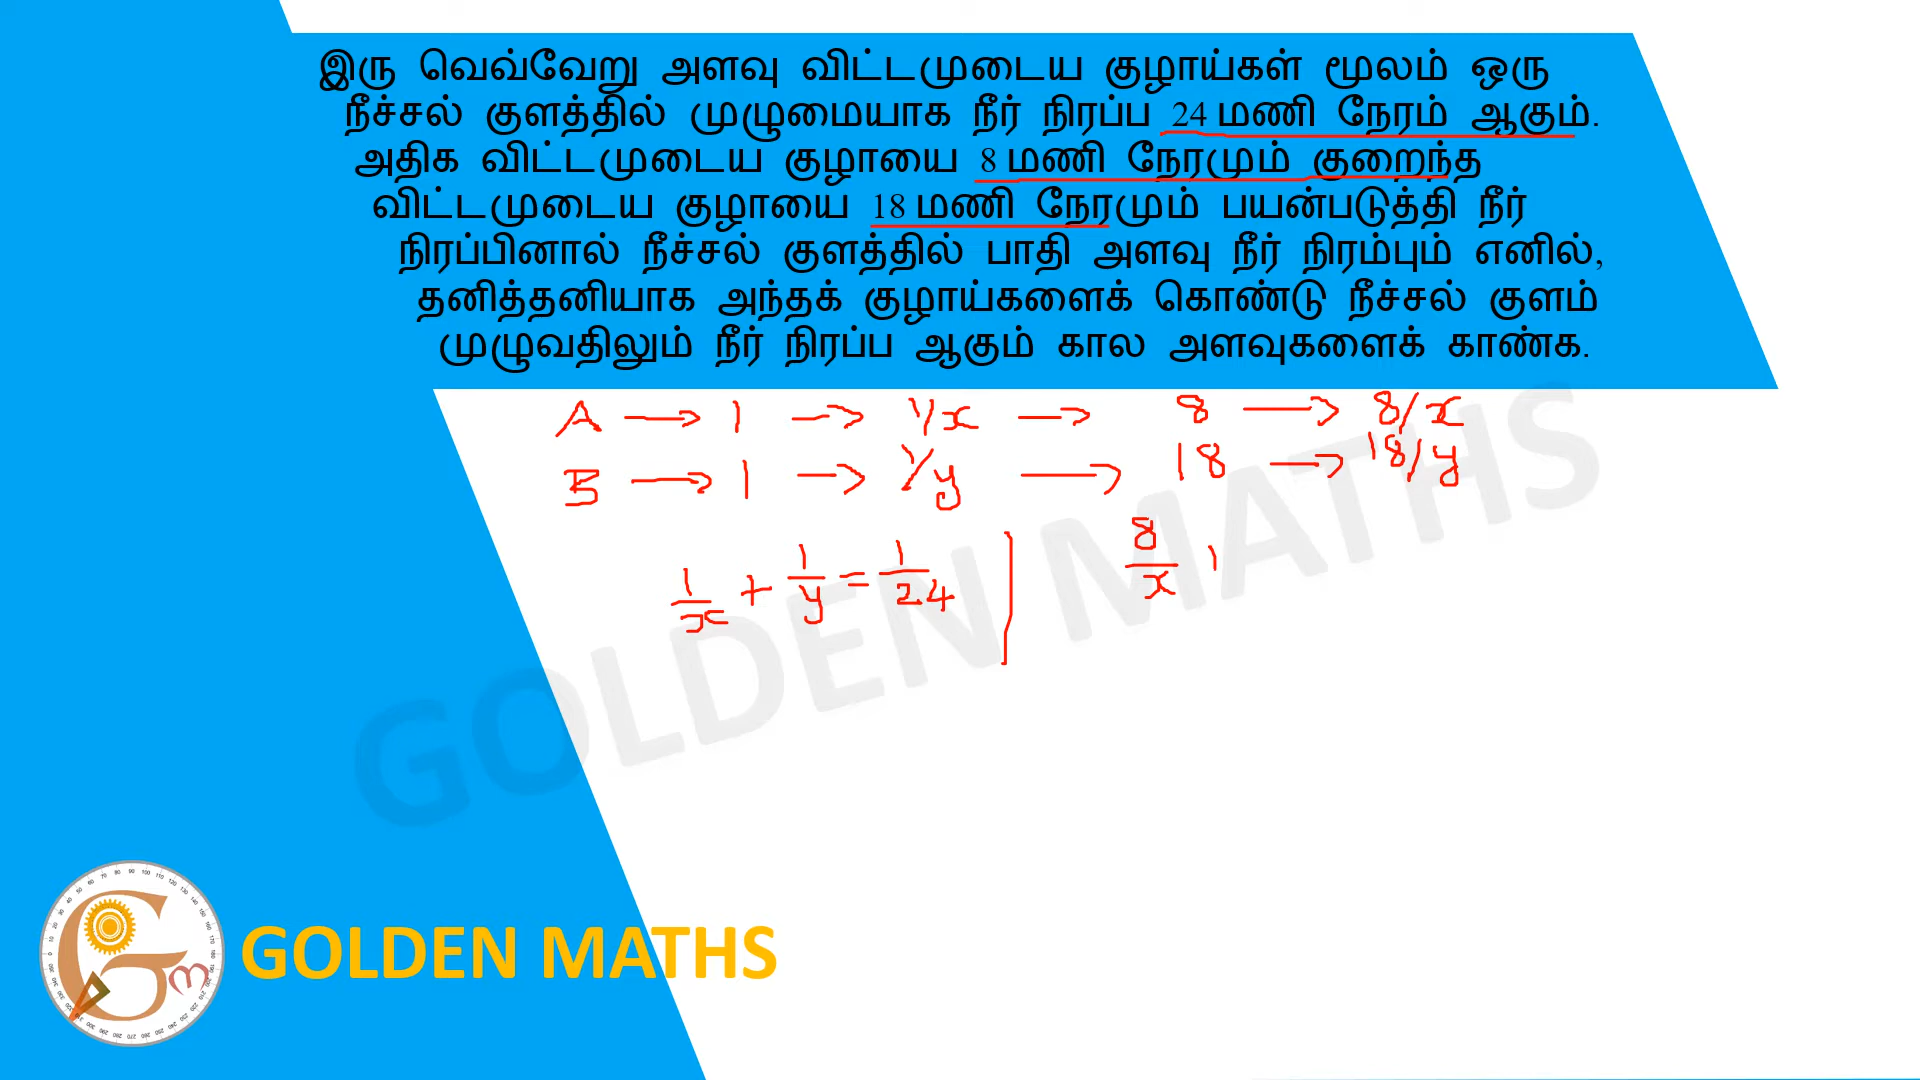 இரு வெவ்வேறு அளவு விட்டமுடைய குழாய்கள் மூலம் ஒரு
நீச்சல் குளத்தில் முழுமையாக நீர் நிரப்ப 24 மணி நேரம் ஆகும்.
அதிக விட்டமுடைய குழாயை 8 மணி நேரமும் குறைந்த
விட்டமுடைய குழாயை 18 மணி நேரமும் பயன்படுத்தி நீர்
நிரப்பினால் நீச்சல் குளத்தில் பாதி அளவு நீர் நிரம்பும் எனில்,
தனித்தனியாக அந்தக் குழாய்களைக் கொண்டு நீச்சல் குளம்
முழுவதிலும் நீர் நிரப்ப ஆகும் கால அளவுகளைக் காண்க.
A → 1 → 1/x → 8 → 8/x
B → 1 → 1/y → 18 → 18/y
1/x + 1/y = 1/24 | 8/x
GOLDEN MATHS
Gm GOLDEN MATHS